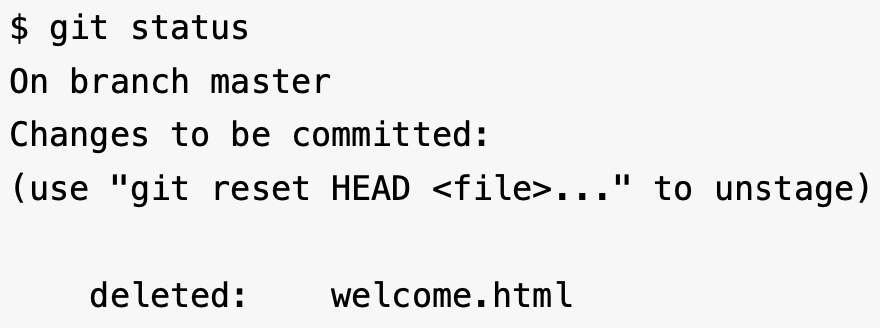 $ git status
On branch master
Changes to be committed:
(use "git reset HEAD <file>..." to unstage)
deleted:    welcome.html